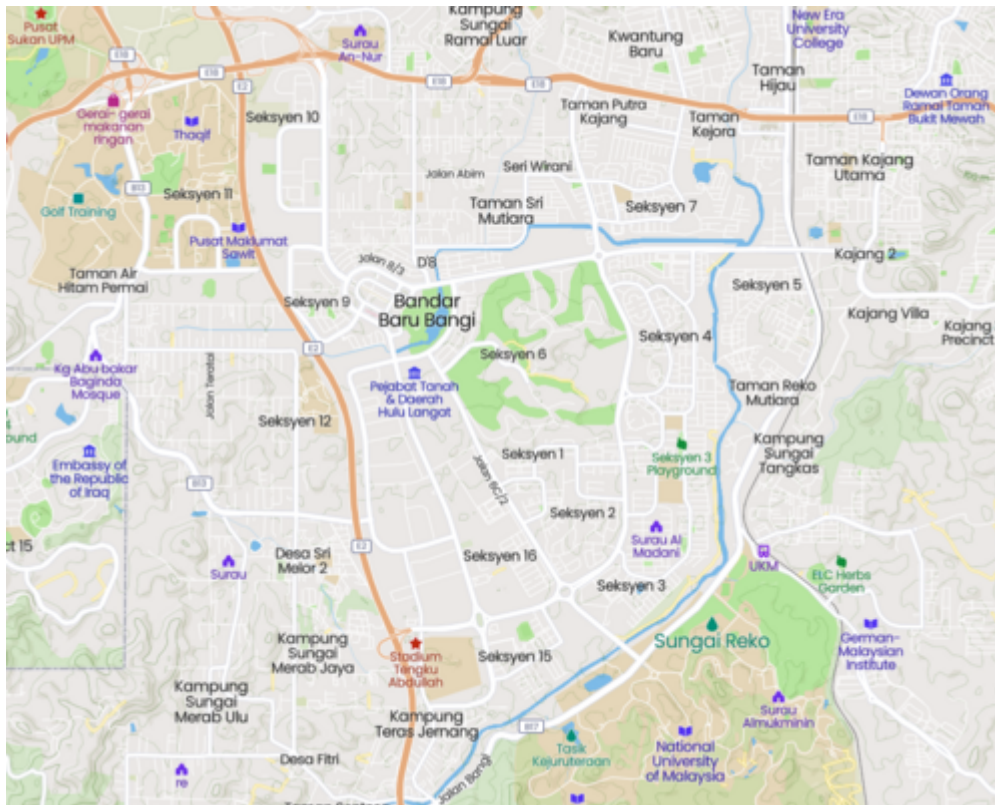 Pusat
Sukan UPM
Surau
An-Nur
Kampung
Sungai
Ramal Luar
Kwantung
Baru
New Era
University
College
E18
E18
E18
E18
E2
Taman
Hijau
Dewan Orang
Ramai Taman
Bukit Mewah
Gerai- gerai
makanan
ringan
Thaqif
Seksyen 10
Taman Putra
Kajang
Taman
Kejora
E18
Taman Kajang
Utama
B13
Seksyen 11
Jalan Abim
Seri Wirani
Golf Training
Taman Sri
Mutiara
Seksyen 7
Pusat Maklumat
Sawit
Taman Air
Hitam Permai
Jalan 8/3
D'8
Kajang 2
Seksyen 9
Bandar
Baru Bangi
Seksyen 5
Kajang Villa
Kajang
Precinct
E2
Seksyen 6
Seksyen 4
Kg Abu bakar
Baginda
Mosque
Jalan Teratai
Pejabat Tanah
& Daerah
Hulu Langat
Taman Reko
Mutiara
Seksyen 12
4
ound
Embassy of
the Republic
of Iraq
Seksyen 1
Seksyen 3
Playground
Kampung
Sungai
Tangkas
B13
Jalan 6C/2
Seksyen 2
ct 15
E2
Surau
Desa Sri
Melor 2
Seksyen 16
Surau Al
Madani
UKM
ELC Herbs
Garden
Seksyen 3
Kampung
Sungai
Merab Jaya
Stadium
Tengku
Abdullah
Seksyen 15
Sungai Reko
German-
Malaysian
Institute
Kampung
Sungai
Merab Ulu
Kampung
Teras Jernang
B17
Surau
Almukminin
Tasik
Kejuruteraan
National
University
of Malaysia
Desa Fitri
re
Jalan Bangi